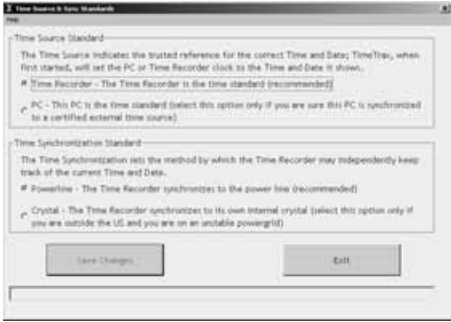 Time Source & Sync Standards
Help
Time Source Standard
The Time Source indicates the trusted reference for the correct Time and Date; TimeTrax, when
first started, will set the PC or Time Recorder clock to the Time and Date it shown.
Time Recorder - The Time Recorder is the time standard (recommended)
PC - This PC is the time standard (select this option only if you are sure this PC is synchronized
to a certified external time source)
Time Synchronization Standard
The Time Synchronization sets the method by which the Time Recorder may independently keep
track of the current Time and Date.
Powerline - The Time Recorder synchronizes to the power line (recommended)
Crystal - The Time Recorder synchronizes to its own internal crystal (select this option only if
you are outside the US and you are on an unstable powergrid)
Save Changes
Exit